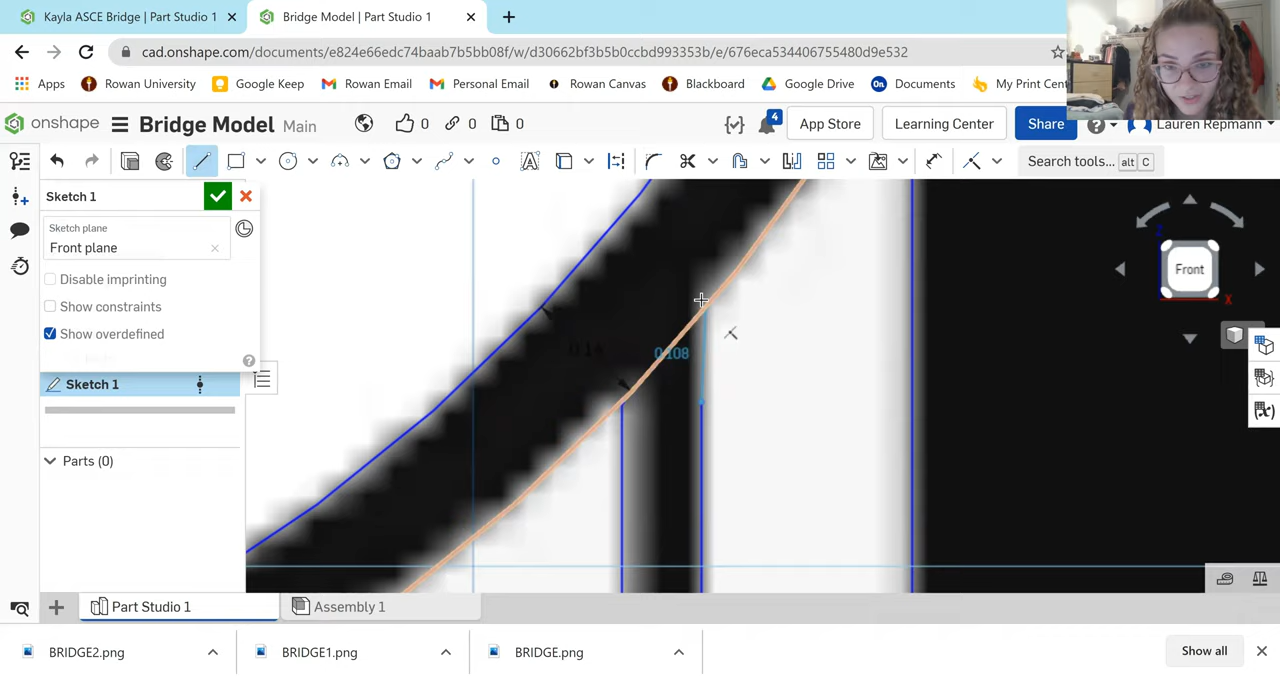 Kayla ASCE Bridge | Part Studio 1
Bridge Model | Part Studio 1
cad.onshape.com/documents/e824e66edc74baab7b5bb08f/w/d30662bf3b5b0ccbd993353b/e/676eca534406755480d9e532
Apps
Rowan University
Google Keep
Rowan Email
Personal Email
Rowan Canvas
Blackboard
Google Drive
On
Documents
My Print Cent
onshape
Bridge Model
Main
0
0
0
4
App Store
Learning Center
Share
Lauren Repmann
Search tools...
alt
C
Sketch 1
Sketch plane
Front plane
Disable imprinting
Show constraints
Show overdefined
Sketch 1
Parts (0)
0.108
Z
Front
X
Part Studio 1
Assembly 1
BRIDGE2.png
BRIDGE1.png
BRIDGE.png
Show all